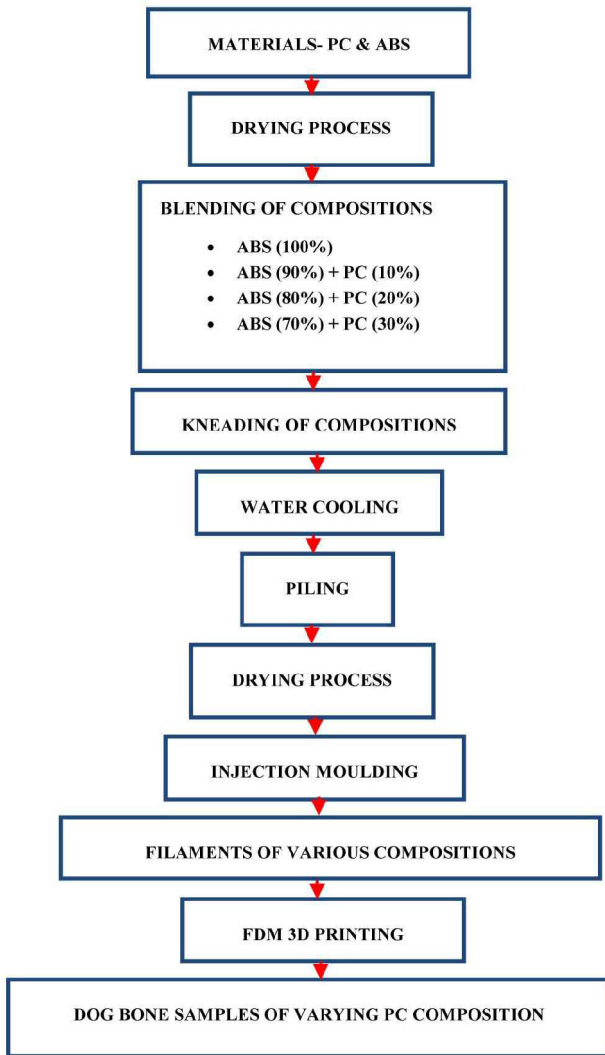 MATERIALS- PC & ABS
DRYING PROCESS
BLENDING OF COMPOSITIONS
• ABS (100%)
• ABS (90%) + PC (10%)
• ABS (80%) + PC (20%)
• ABS (70%) + PC (30%)
KNEADING OF COMPOSITIONS
WATER COOLING
PILING
DRYING PROCESS
INJECTION MOULDING
FILAMENTS OF VARIOUS COMPOSITIONS
FDM 3D PRINTING
DOG BONE SAMPLES OF VARYING PC COMPOSITION